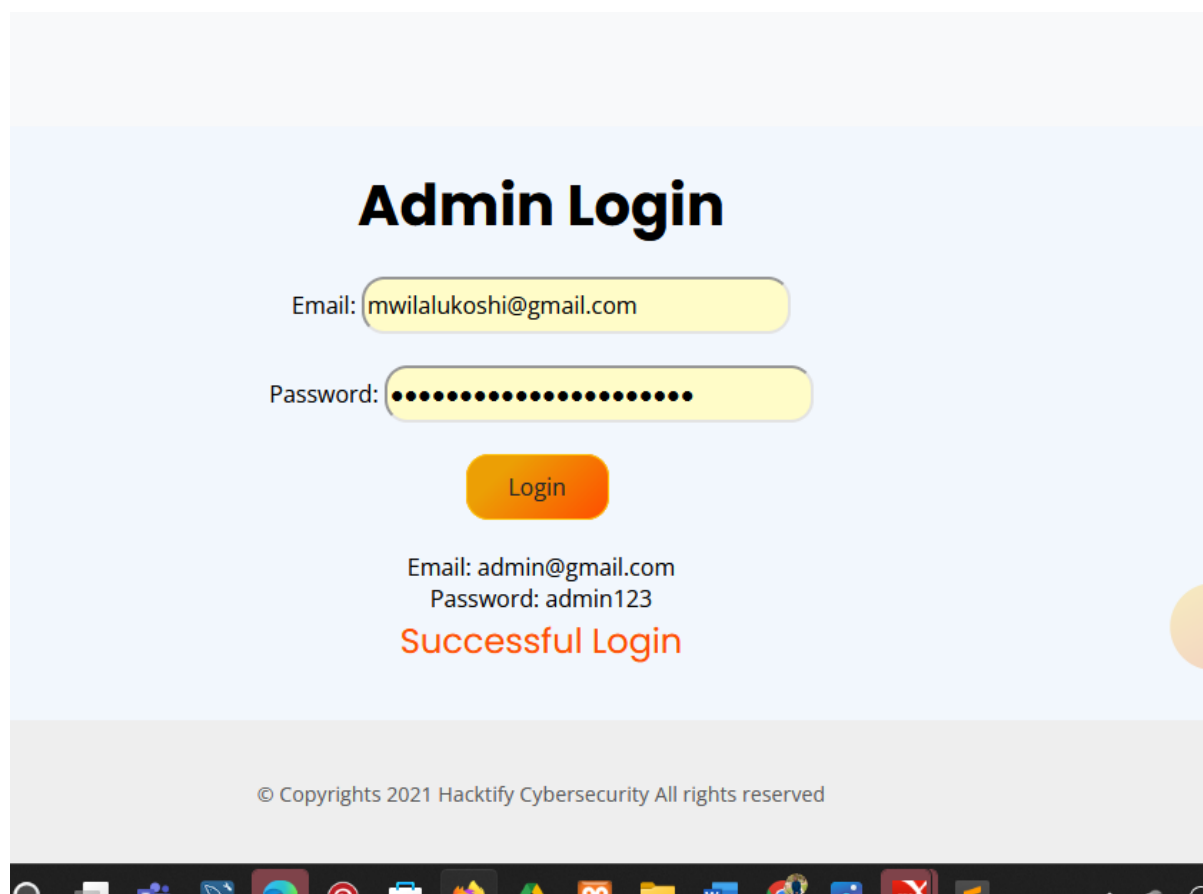 Admin Login
Email: mwilalukoshi@gmail.com
Password: ••••••••••••••••••••••
Login
Email: admin@gmail.com
Password: admin123
Successful Login
© Copyrights 2021 Hacktify Cybersecurity All rights reserved